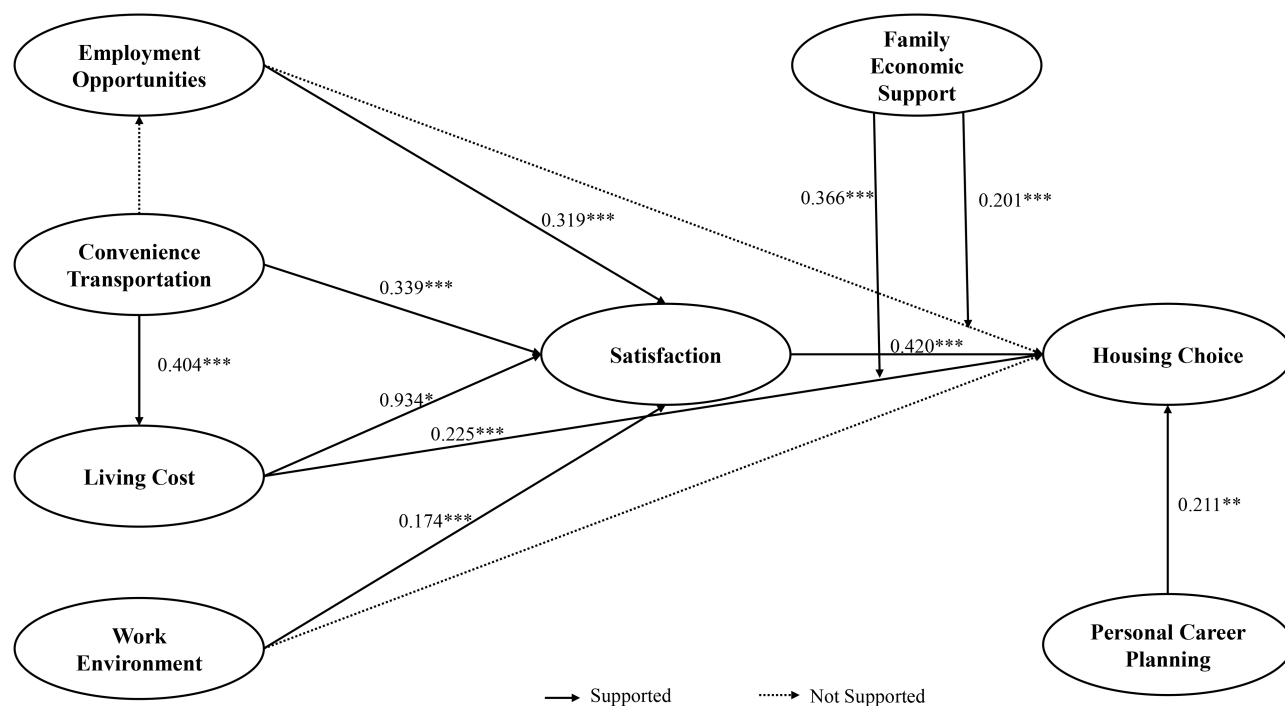 Employment
Opportunities
Family
Economic
Support
0.366***
0.201***
0.319***
Convenience
Transportation
0.339***
0.404***
Satisfaction
0.420***
Housing Choice
0.934*
0.225***
Living Cost
0.174***
0.211**
Work
Environment
Personal Career
Planning
Supported
Not Supported